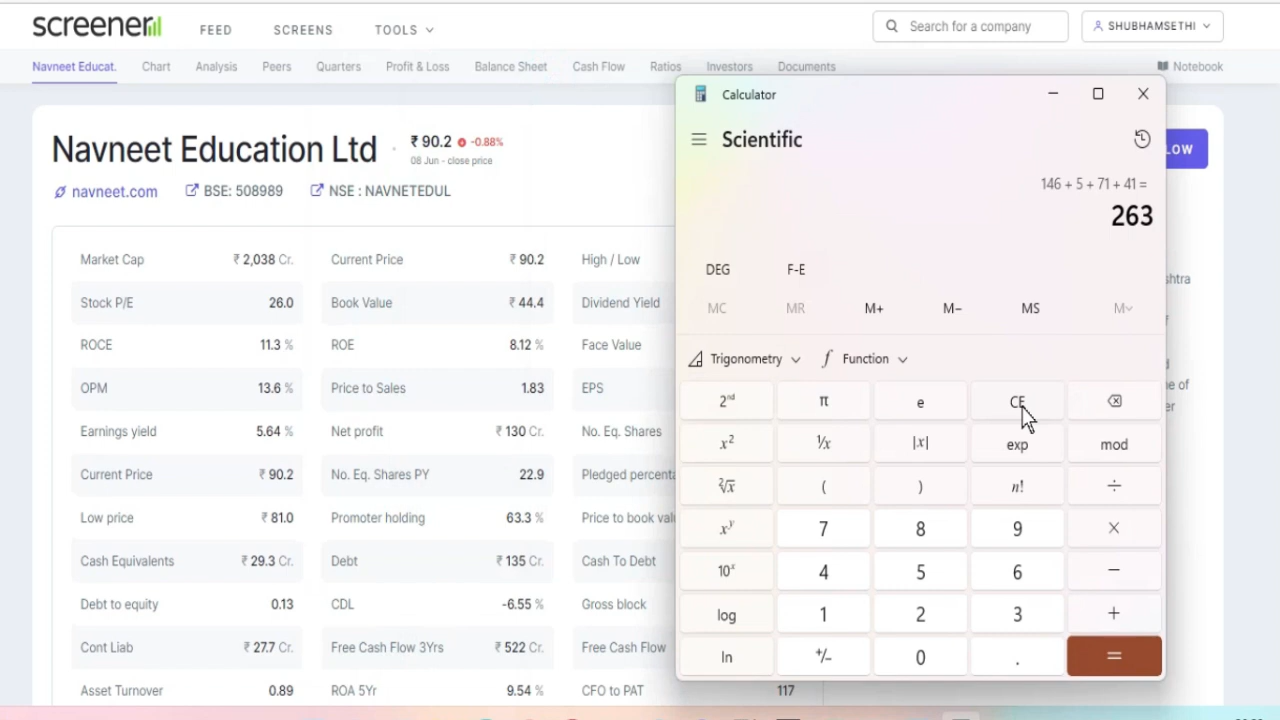 screener
FEED SCREENS TOOLS
Search for a company
SHUBHAMSETHI
Navneet Educat. Chart Analysis Peers Quarters Profit & Loss Balance Sheet Cash Flow Ratios Investors Documents
Notebook
Navneet Education Ltd
₹ 90.2 -0.88%
08 Jun - close price
navneet.com
BSE: 508989
NSE : NAVNETEDUL
LOW
Market Cap ₹ 2,038 Cr.
Current Price ₹ 90.2
High / Low
Stock P/E 26.0
Book Value ₹ 44.4
Dividend Yield
ROCE 11.3 %
ROE 8.12 %
Face Value
OPM 13.6 %
Price to Sales 1.83
EPS
Earnings yield 5.64 %
Net profit ₹ 130 Cr.
No. Eq. Shares
Current Price ₹ 90.2
No. Eq. Shares PY 22.9
Pledged percenta
Low price ₹ 81.0
Promoter holding 63.3 %
Price to book valu
Cash Equivalents ₹ 29.3 Cr.
Debt ₹ 135 Cr.
Cash To Debt
Debt to equity 0.13
CDL -6.55 %
Gross block
Cont Liab ₹ 27.7 Cr.
Free Cash Flow 3Yrs ₹ 522 Cr.
Free Cash Flow
Asset Turnover 0.89
ROA 5Yr 9.54 %
CFO to PAT 117
Calculator
Scientific
146 + 5 + 71 + 41 =
263
DEG F-E
MC MR M+ M− MS M˅
Trigonometry f Function
2ⁿᵈ π e CE
x² ¹/x |x| exp mod
²√x ( ) n! ÷
xʸ 7 8 9 ×
10ˣ 4 5 6 −
log 1 2 3 +
ln +/− 0 . =
shtra
ne of
er